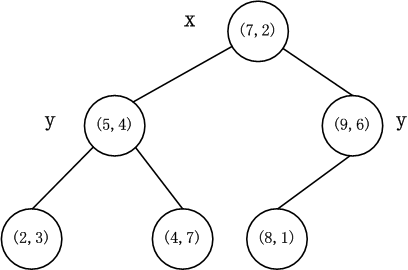 x
(7,2)
y
(5,4)
(9,6)
y
(2,3)
(4,7)
(8,1)